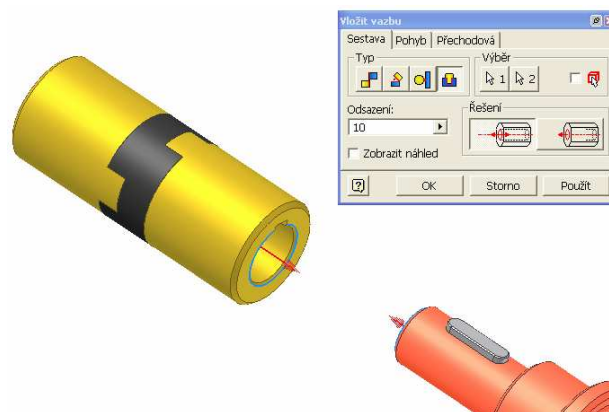 Vložit vazbu
Sestava Pohyb Přechodová
Typ Výběr
1 2
Odsazení: Řešení
10
Zobrazit náhled
? OK Storno Použít